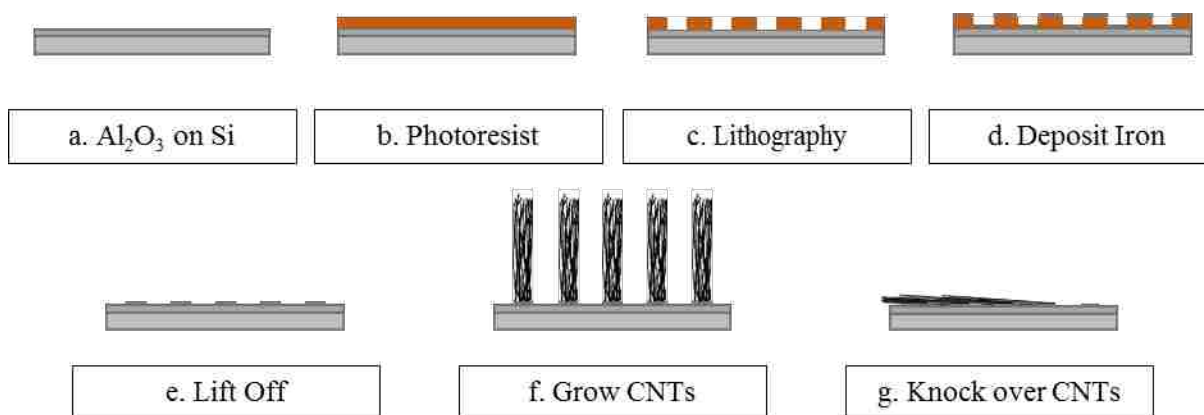 a. Al₂O₃ on Si
b. Photoresist
c. Lithography
d. Deposit Iron
e. Lift Off
f. Grow CNTs
g. Knock over CNTs